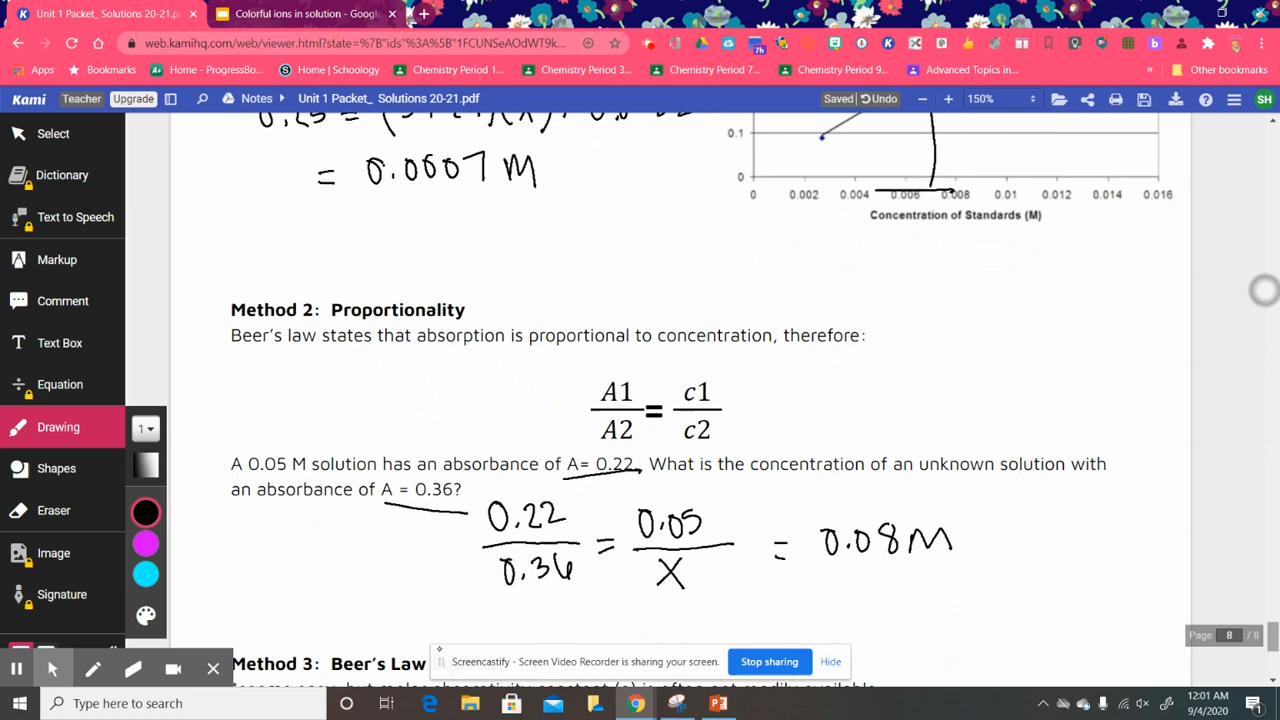 Unit 1 Packet_ Solutions 20-21.p
Colorful ions in solution - Googl
web.kamihq.com/web/viewer.html?state=%7B"ids"%3A%5B"1FCUNSeAOdWT9k...
7h
Apps
Bookmarks
Home - ProgressBo...
Home | Schoology
Chemistry Period 1...
Chemistry Period 3...
Chemistry Period 7...
Chemistry Period 9...
Advanced Topics in...
»
Other bookmarks
Kami
Teacher
Upgrade
Notes
Unit 1 Packet_ Solutions 20-21.pdf
Saved
Undo
150%
SH
Select
Dictionary
Text to Speech
Markup
Comment
Text Box
Equation
Drawing
1
Shapes
Eraser
Image
Signature
= 0.0007 M
0.1
0
0 0.002 0.004 0.006 0.008 0.01 0.012 0.014 0.016
Concentration of Standards (M)
Method 2: Proportionality
Beer's law states that absorption is proportional to concentration, therefore:
A1 c1
=
A2 c2
A 0.05 M solution has an absorbance of A= 0.22. What is the concentration of an unknown solution with
an absorbance of A = 0.36?
0.22 0.05
= = 0.08 M
0.36 X
Page 8 / 8
Method 3: Beer's Law
Screencastify - Screen Video Recorder is sharing your screen.
Stop sharing
Hide
Type here to search
12:01 AM
9/4/2020
1